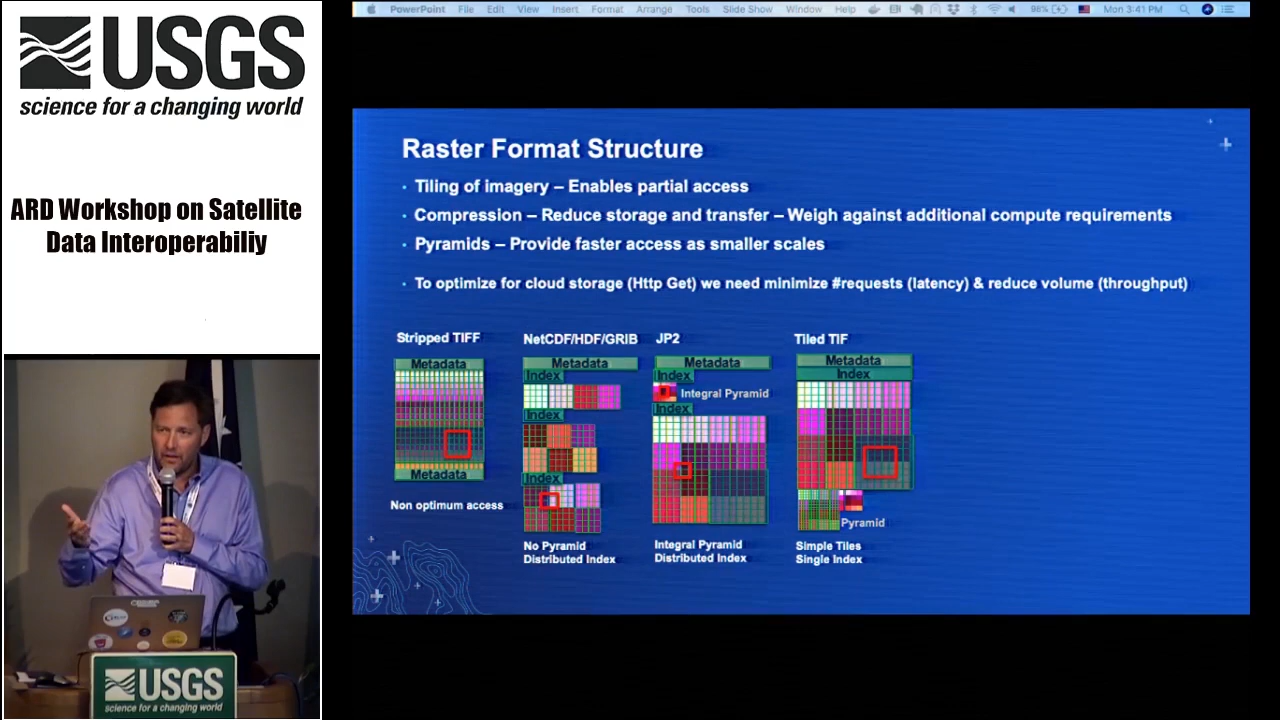 USGS
science for a changing world
ARD Workshop on Satellite
Data Interoperabiliy
PowerPoint File Edit View Insert Format Arrange Tools Slide Show Window Help 98% Mon 3:41 PM
Raster Format Structure
• Tiling of imagery – Enables partial access
• Compression – Reduce storage and transfer – Weigh against additional compute requirements
• Pyramids – Provide faster access as smaller scales
• To optimize for cloud storage (Http Get) we need minimize #requests (latency) & reduce volume (throughput)
Stripped TIFF
Metadata
Metadata
Non optimum access
NetCDF/HDF/GRIB
Metadata
Index
Index
Index
No Pyramid
Distributed Index
JP2
Metadata
Index
Integral Pyramid
Index
Integral Pyramid
Distributed Index
Tiled TIF
Metadata
Index
Pyramid
Simple Tiles
Single Index
USGS
science for a changing world